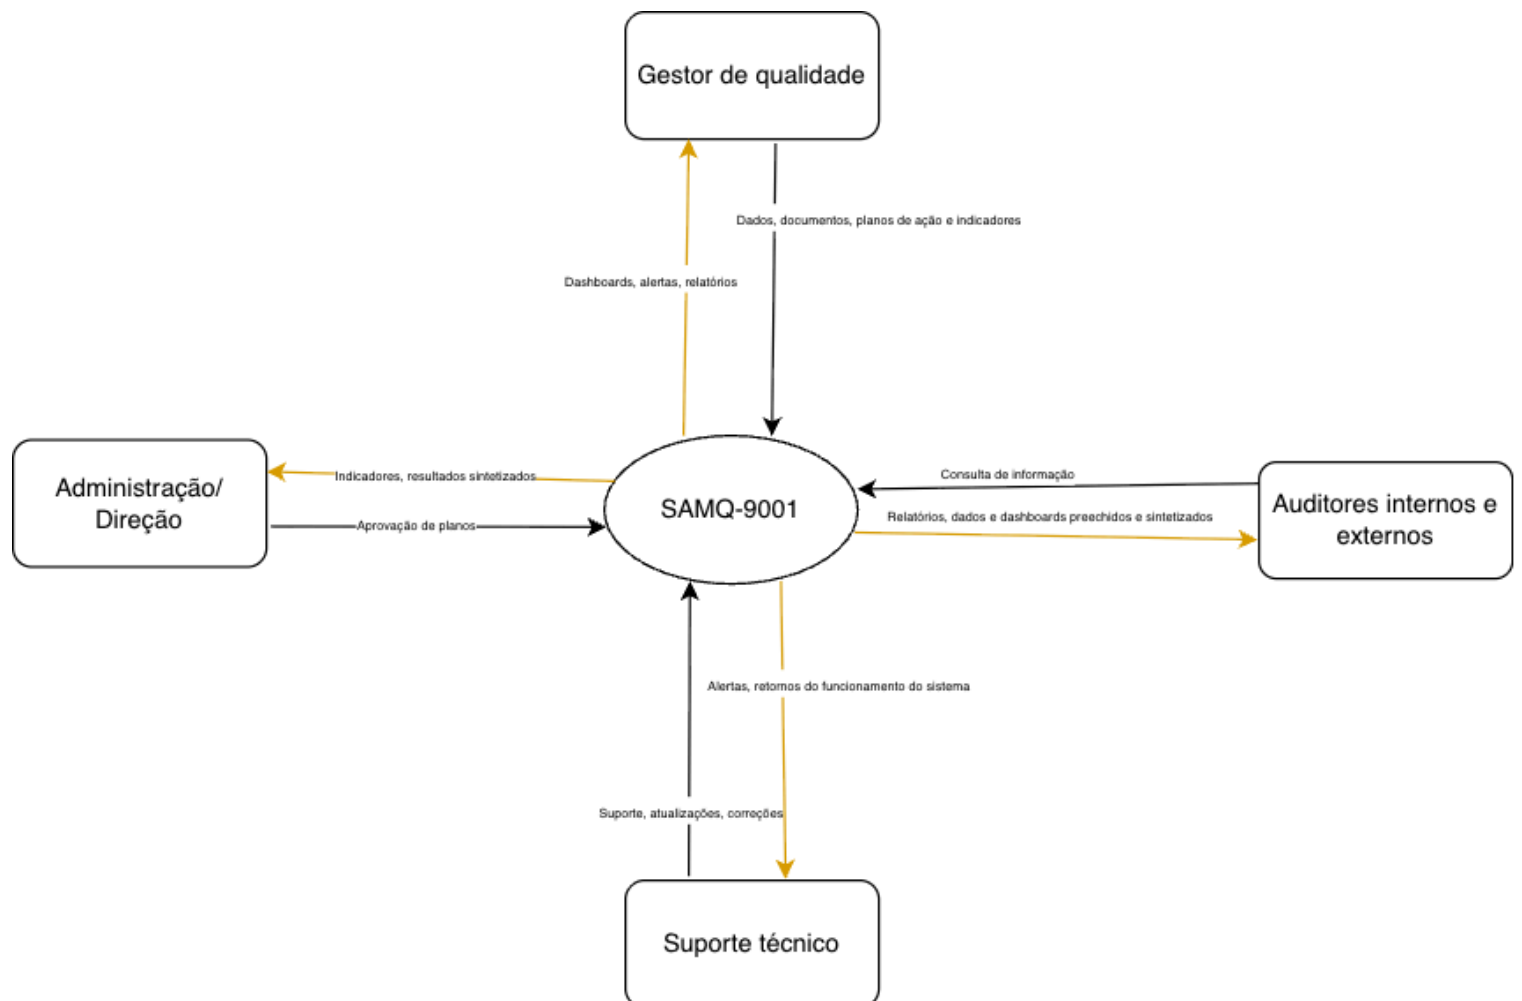 Gestor de qualidade
Dados, documentos, planos de ação e indicadores
Dashboards, alertas, relatórios
Administração/
Direção
Indicadores, resultados sintetizados
Aprovação de planos
SAMQ-9001
Consulta de informação
Relatórios, dados e dashboards preechidos e sintetizados
Auditores internos e
externos
Alertas, retornos do funcionamento do sistema
Suporte, atualizações, correções
Suporte técnico